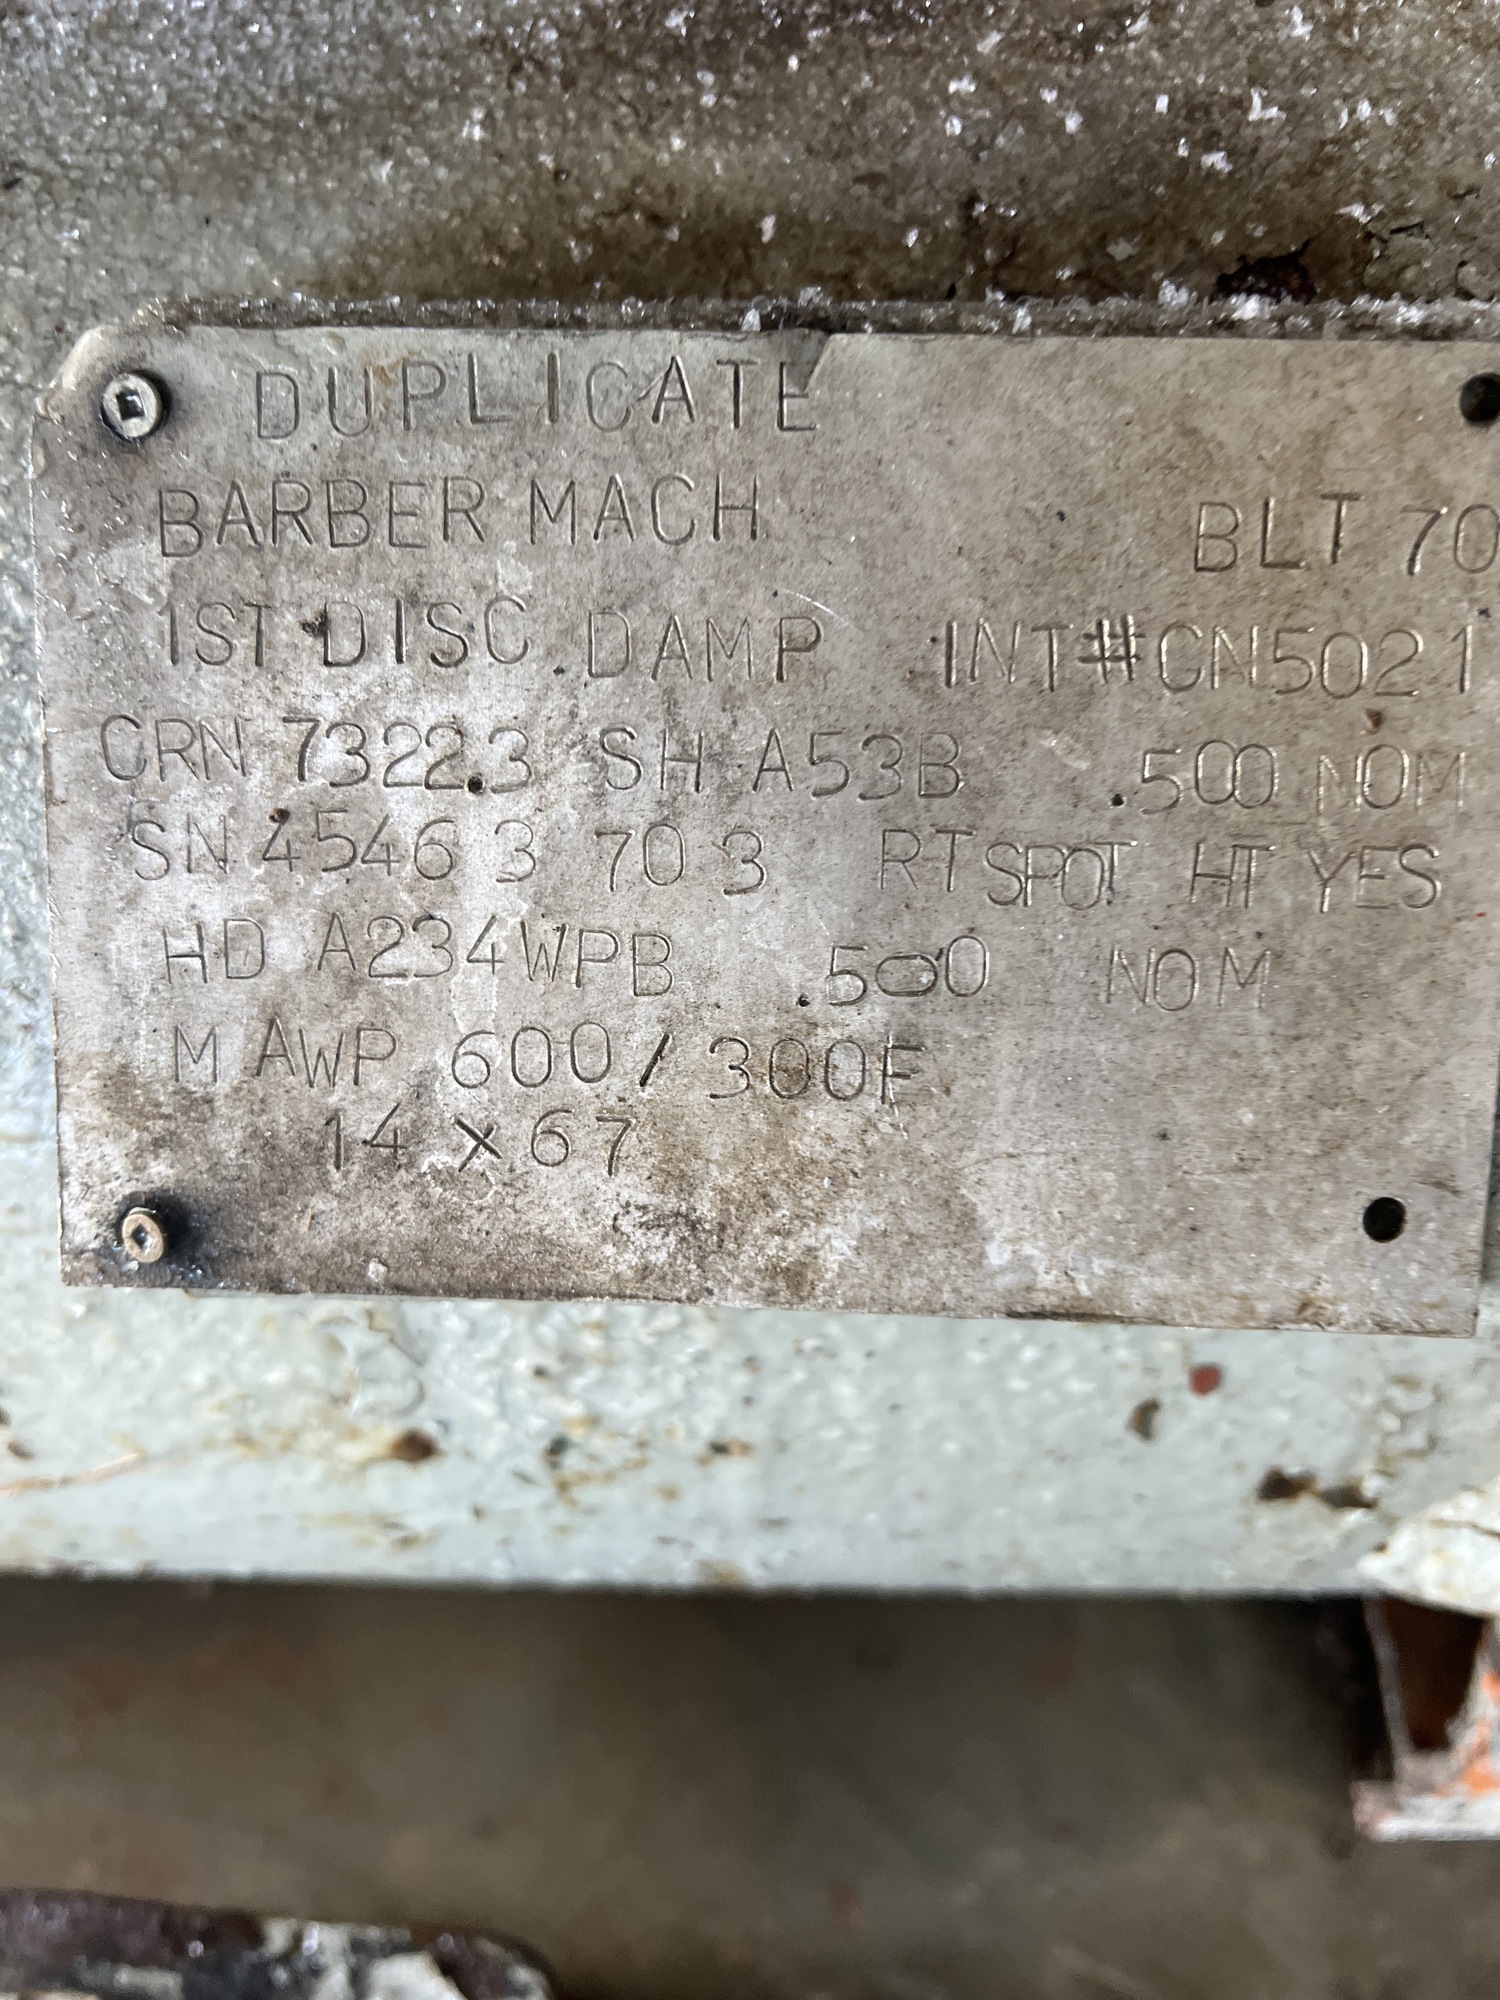 DUPLICATE
BARBER MACH BLT 70
1ST DISC DAMP INT#CN5021
CRN 7322.3 SH A53B .500 NOM
SN 4546 3 70 3 RT SPOT HT YES
HD A234WPB .500 NOM
M AWP 600/300F
14 x 67